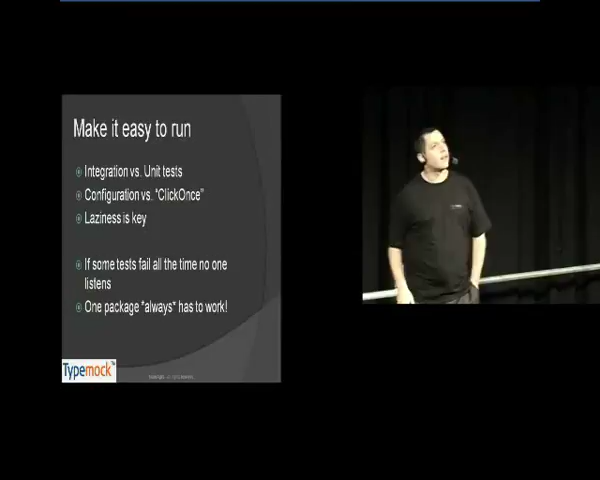 Make it easy to run
Integration vs. Unit tests
Configuration vs. "ClickOnce"
Laziness is key
If some tests fail all the time no one
listens
One package *always* has to work!
Typemock